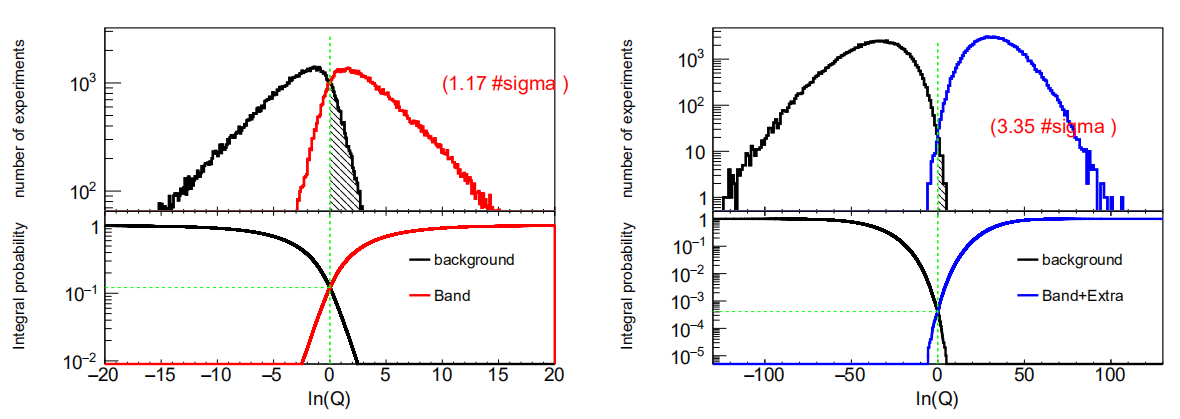 number of experiments
10³
10²
(1.17 #sigma )
Integral probability
1
10⁻¹
10⁻²
background
Band
−20 −15 −10 −5 0 5 10 15 20
ln(Q)
number of experiments
10³
10²
10
1
(3.35 #sigma )
Integral probability
1
10⁻¹
10⁻²
10⁻³
10⁻⁴
10⁻⁵
background
Band+Extra
−100 −50 0 50 100
ln(Q)